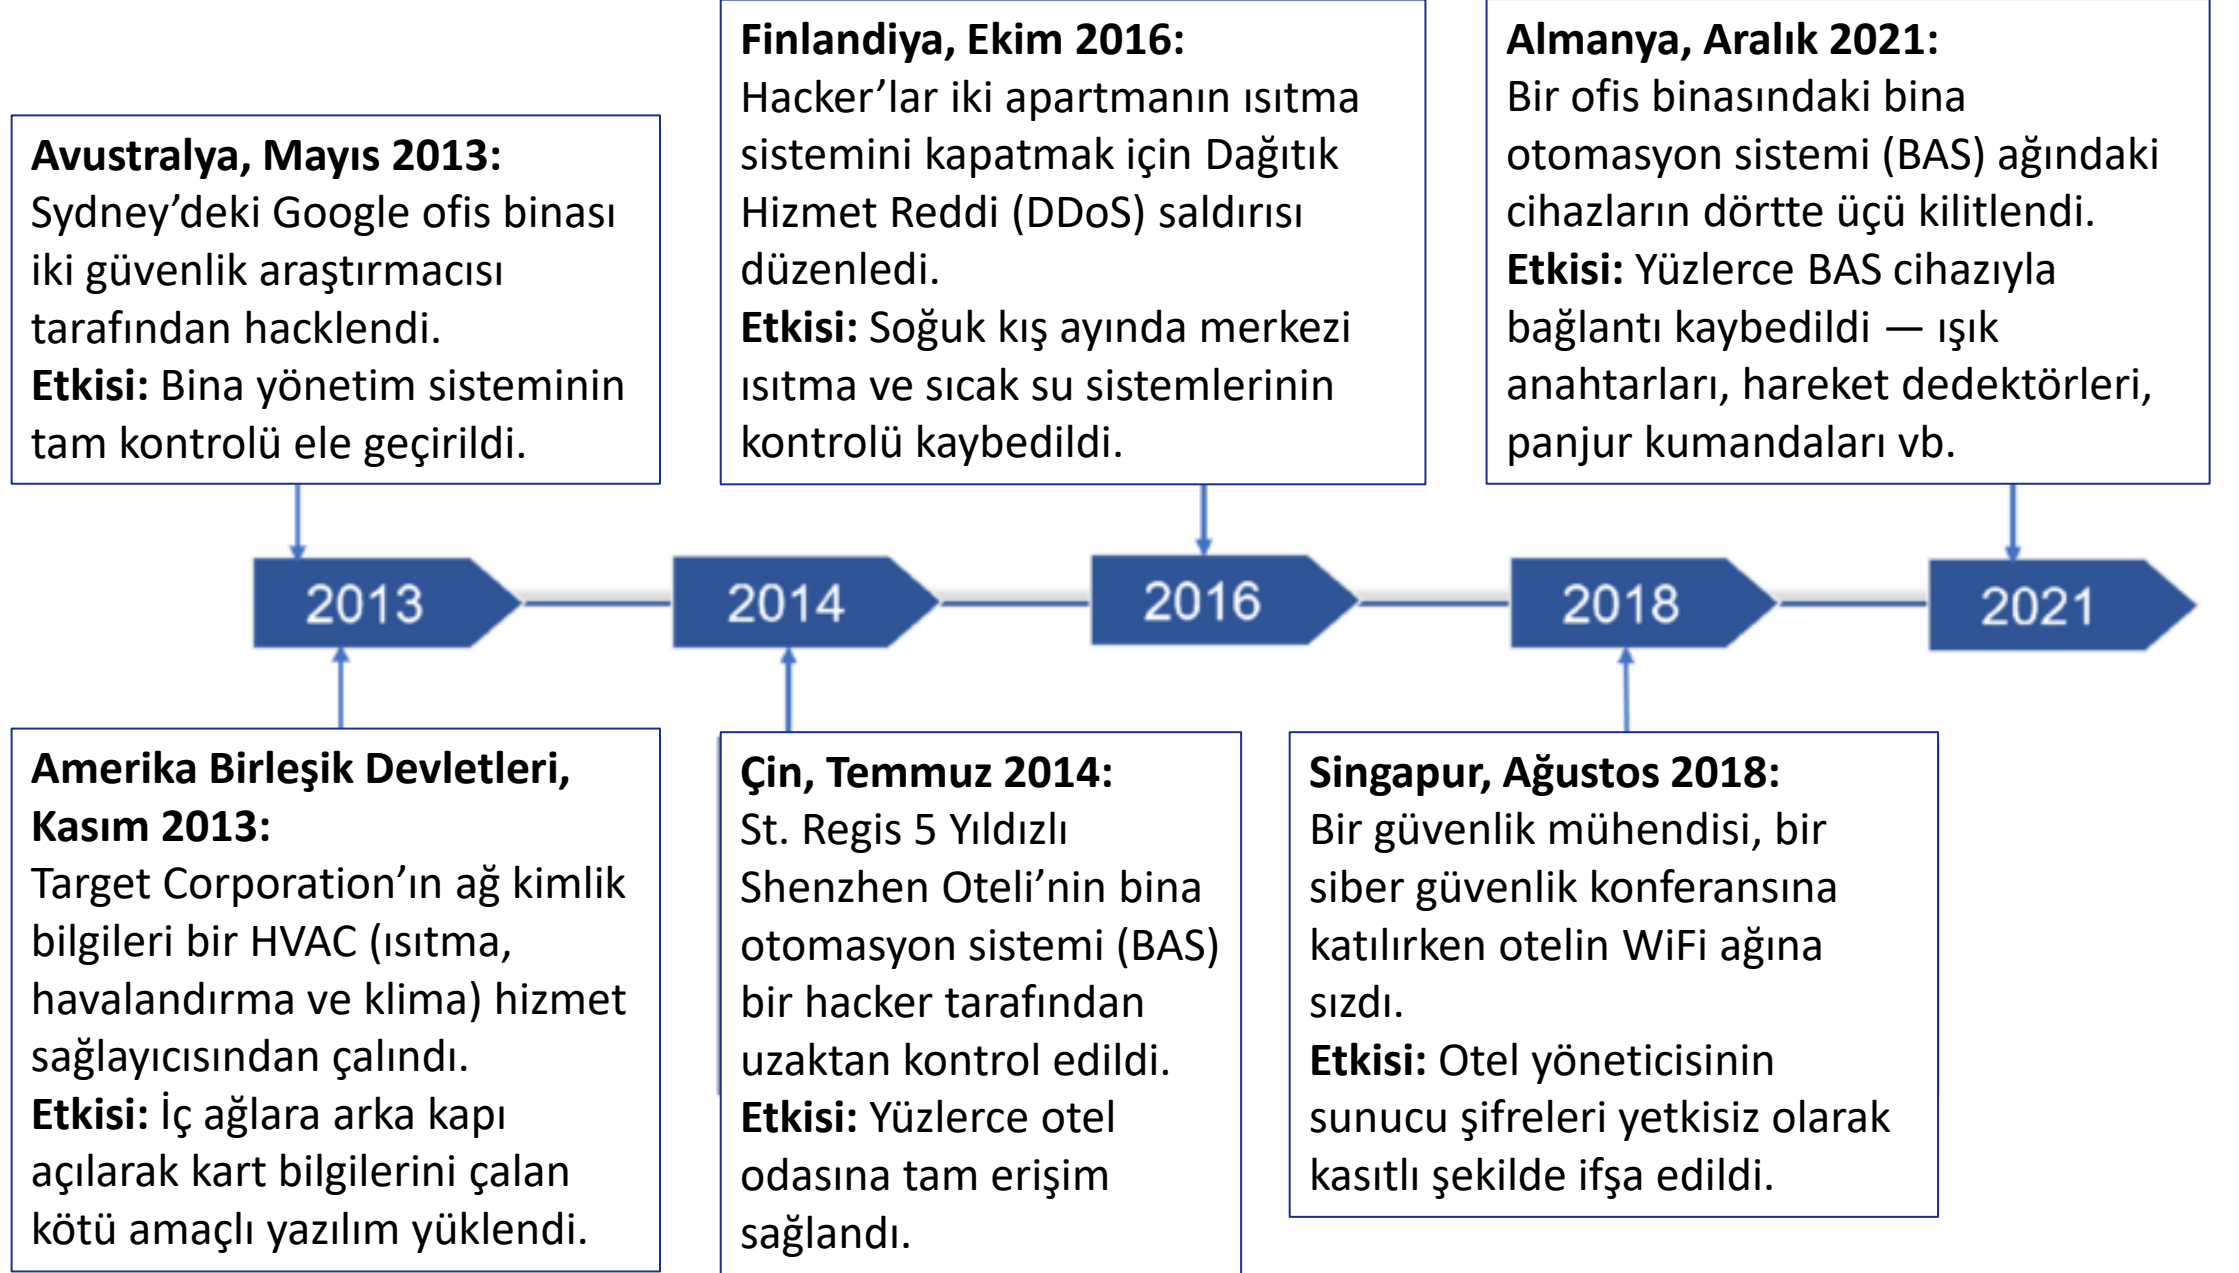 Avustralya, Mayıs 2013:
Sydney’deki Google ofis binası
iki güvenlik araştırmacısı
tarafından hacklendi.
Etkisi: Bina yönetim sisteminin
tam kontrolü ele geçirildi.
Finlandiya, Ekim 2016:
Hacker’lar iki apartmanın ısıtma
sistemini kapatmak için Dağıtık
Hizmet Reddi (DDoS) saldırısı
düzenledi.
Etkisi: Soğuk kış ayında merkezi
ısıtma ve sıcak su sistemlerinin
kontrolü kaybedildi.
Almanya, Aralık 2021:
Bir ofis binasındaki bina
otomasyon sistemi (BAS) ağındaki
cihazların dörtte üçü kilitlendi.
Etkisi: Yüzlerce BAS cihazıyla
bağlantı kaybedildi — ışık
anahtarları, hareket dedektörleri,
panjur kumandaları vb.
2013
2014
2016
2018
2021
Amerika Birleşik Devletleri,
Kasım 2013:
Target Corporation’ın ağ kimlik
bilgileri bir HVAC (ısıtma,
havalandırma ve klima) hizmet
sağlayıcısından çalındı.
Etkisi: İç ağlara arka kapı
açılarak kart bilgilerini çalan
kötü amaçlı yazılım yüklendi.
Çin, Temmuz 2014:
St. Regis 5 Yıldızlı
Shenzhen Oteli’nin bina
otomasyon sistemi (BAS)
bir hacker tarafından
uzaktan kontrol edildi.
Etkisi: Yüzlerce otel
odasına tam erişim
sağlandı.
Singapur, Ağustos 2018:
Bir güvenlik mühendisi, bir
siber güvenlik konferansına
katılırken otelin WiFi ağına
sızdı.
Etkisi: Otel yöneticisinin
sunucu şifreleri yetkisiz olarak
kasıtlı şekilde ifşa edildi.